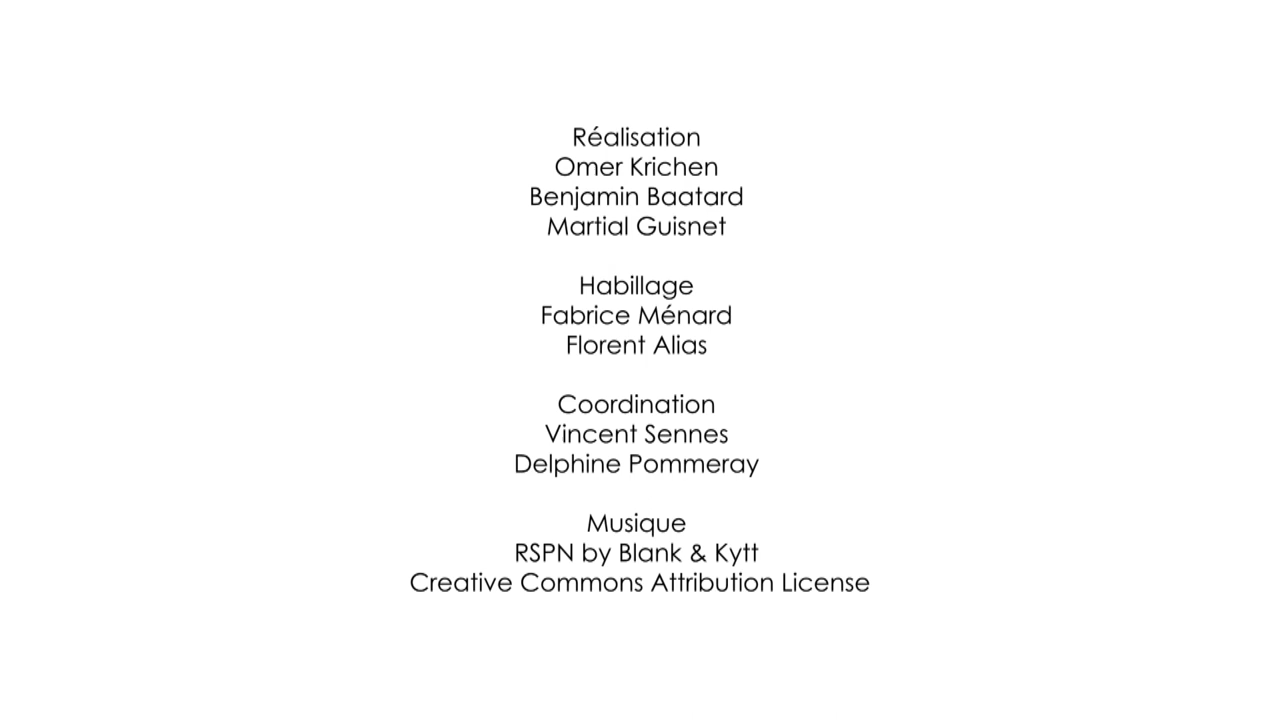 Réalisation
Omer Krichen
Benjamin Baatard
Martial Guisnet
Habillage
Fabrice Ménard
Florent Alias
Coordination
Vincent Sennes
Delphine Pommeray
Musique
RSPN by Blank & Kytt
Creative Commons Attribution License